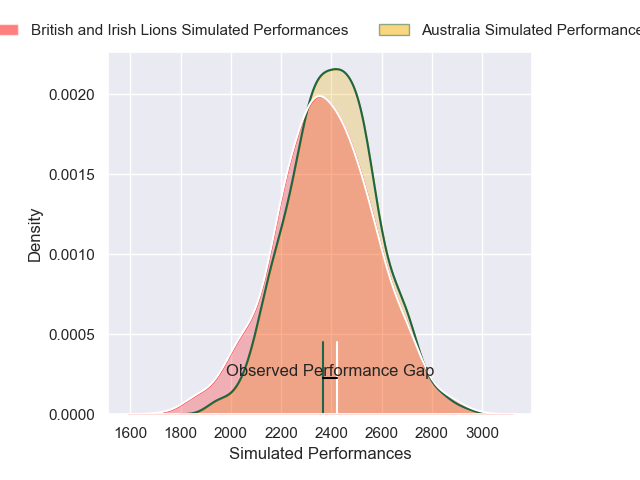 British and Irish Lions Simulated Performances Australia Simulated Performance
0.0020
0.0015
0.0010
0.0005
0.0000
Density
Observed Performance Gap
1600 1800 2000 2200 2400 2600 2800 3000
Simulated Performances